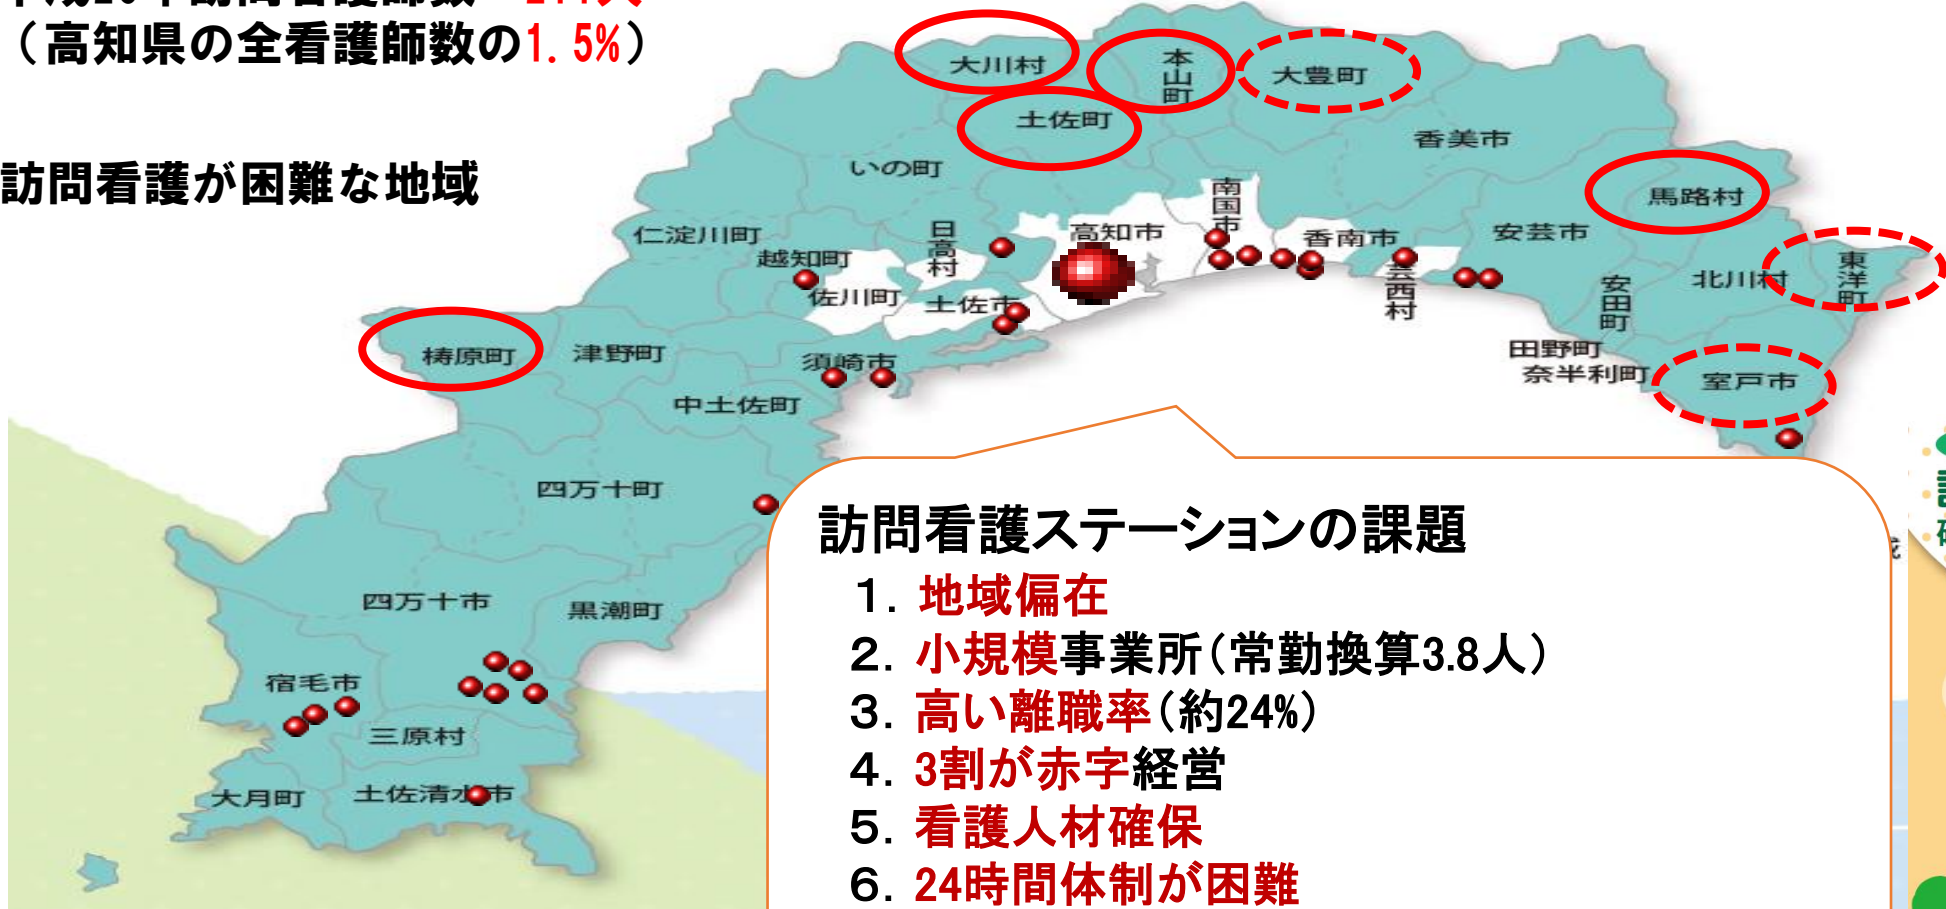 （高知県の全看護師数の1.5%）
訪問看護が困難な地域
大川村
本山町
大豊町
土佐町
香美市
いの町
馬路村
南国市
仁淀川町
日高村
高知市
香南市
安芸市
越知町
東洋町
北川村
佐川町
土佐市
芸西村
安田町
梼原町
津野町
須崎市
田野町
奈半利町
室戸市
中土佐町
四万十町
四万十市
黒潮町
宿毛市
三原村
大月町
土佐清水市
訪問看護ステーションの課題
1. 地域偏在
2. 小規模事業所（常勤換算3.8人）
3. 高い離職率（約24%）
4. 3割が赤字経営
5. 看護人材確保
6. 24時間体制が困難